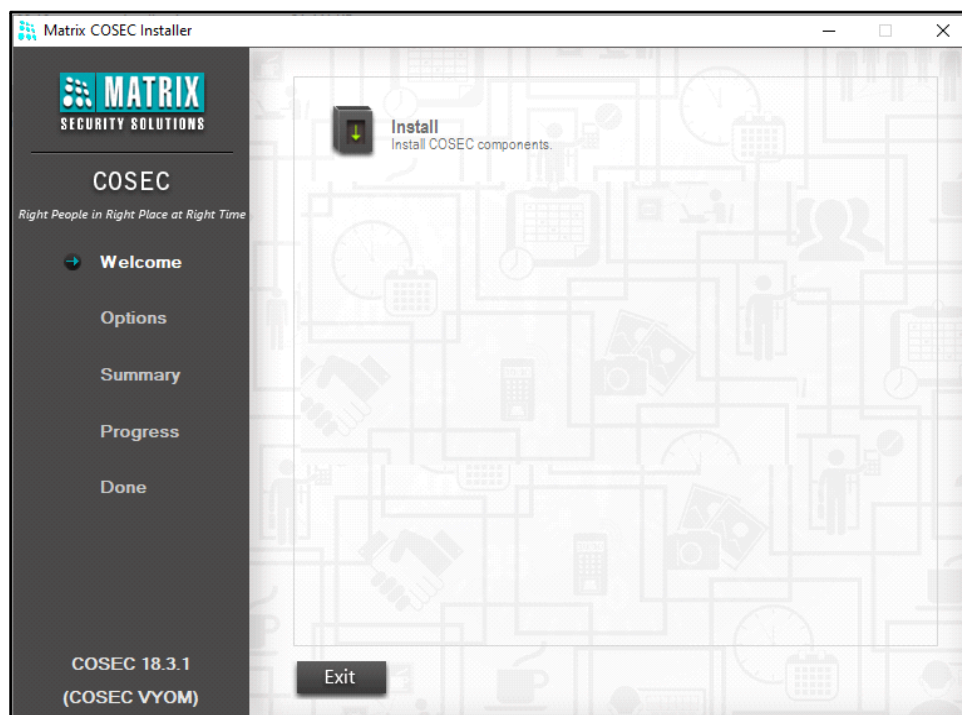 Matrix COSEC Installer
MATRIX
SECURITY SOLUTIONS
COSEC
Right People in Right Place at Right Time
Welcome
Options
Summary
Progress
Done
COSEC 18.3.1
(COSEC VYOM)
Install
Install COSEC components.
Exit